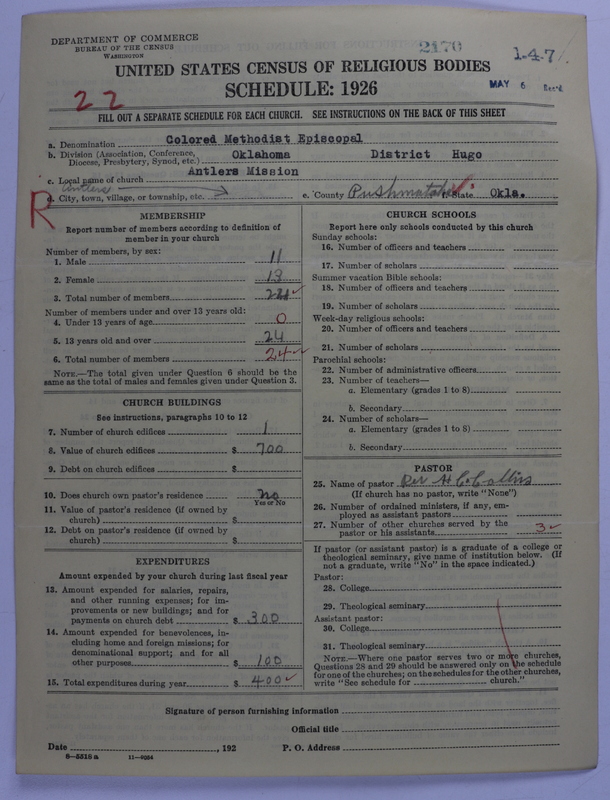 DEPARTMENT OF COMMERCE
BUREAU OF THE CENSUS
WASHINGTON
2170
1-47
MAY 6 Rec'd
UNITED STATES CENSUS OF RELIGIOUS BODIES
SCHEDULE: 1926
22
FILL OUT A SEPARATE SCHEDULE FOR EACH CHURCH. SEE INSTRUCTIONS ON THE BACK OF THIS SHEET
a. Denomination Colored Methodist Episcopal
b. Division (Association, Conference, Diocese, Presbytery, Synod, etc.) Oklahoma District Hugo
c. Local name of church Antlers Mission
Antlers
R
d. City, town, village, or township, etc. e. County Pushmataha f. State Okla.
MEMBERSHIP
Report number of members according to definition of
member in your church
Number of members, by sex:
1. Male 11
2. Female 13
3. Total number of members
Number of members under and over 13 years old:
4. Under 13 years of age 0
5. 13 years old and over 24
6. Total number of members 24
NOTE.—The total given under Question 6 should be the
same as the total of males and females given under Question 3.
CHURCH BUILDINGS
See instructions, paragraphs 10 to 12
7. Number of church edifices 1
8. Value of church edifices $ 700
9. Debt on church edifices $
10. Does church own pastor's residence No
Yes or No
11. Value of pastor's residence (if owned by
church) $
12. Debt on pastor's residence (if owned by
church) $
EXPENDITURES
Amount expended by your church during last fiscal year
13. Amount expended for salaries, repairs,
and other running expenses; for im-
provements or new buildings; and for
payments on church debt $ 300
14. Amount expended for benevolences, in-
cluding home and foreign missions; for
denominational support; and for all
other purposes $ 100
15. Total expenditures during year $ 400
CHURCH SCHOOLS
Report here only schools conducted by this church
Sunday schools:
16. Number of officers and teachers
17. Number of scholars
Summer vacation Bible schools:
18. Number of officers and teachers
19. Number of scholars
Week-day religious schools:
20. Number of officers and teachers
21. Number of scholars
Parochial schools:
22. Number of administrative officers
23. Number of teachers—
a. Elementary (grades 1 to 8)
b. Secondary
24. Number of scholars—
a. Elementary (grades 1 to 8)
b. Secondary
PASTOR
25. Name of pastor Rev H C Collins
(If church has no pastor, write "None")
26. Number of ordained ministers, if any, em-
ployed as assistant pastors
27. Number of other churches served by the
pastor or his assistants 3
If pastor (or assistant pastor) is a graduate of a college or
theological seminary, give name of institution below. (If
not a graduate, write "No" in the space indicated.)
Pastor:
28. College
29. Theological seminary
Assistant pastor:
30. College
31. Theological seminary
NOTE.—Where one pastor serves two or more churches,
Questions 28 and 29 should be answered only on the schedule
for one of the churches; on the schedules for the other churches,
write "See schedule for church."
Signature of person furnishing information
Official title
Date , 192 P. O. Address
8—5518 a 11—9034